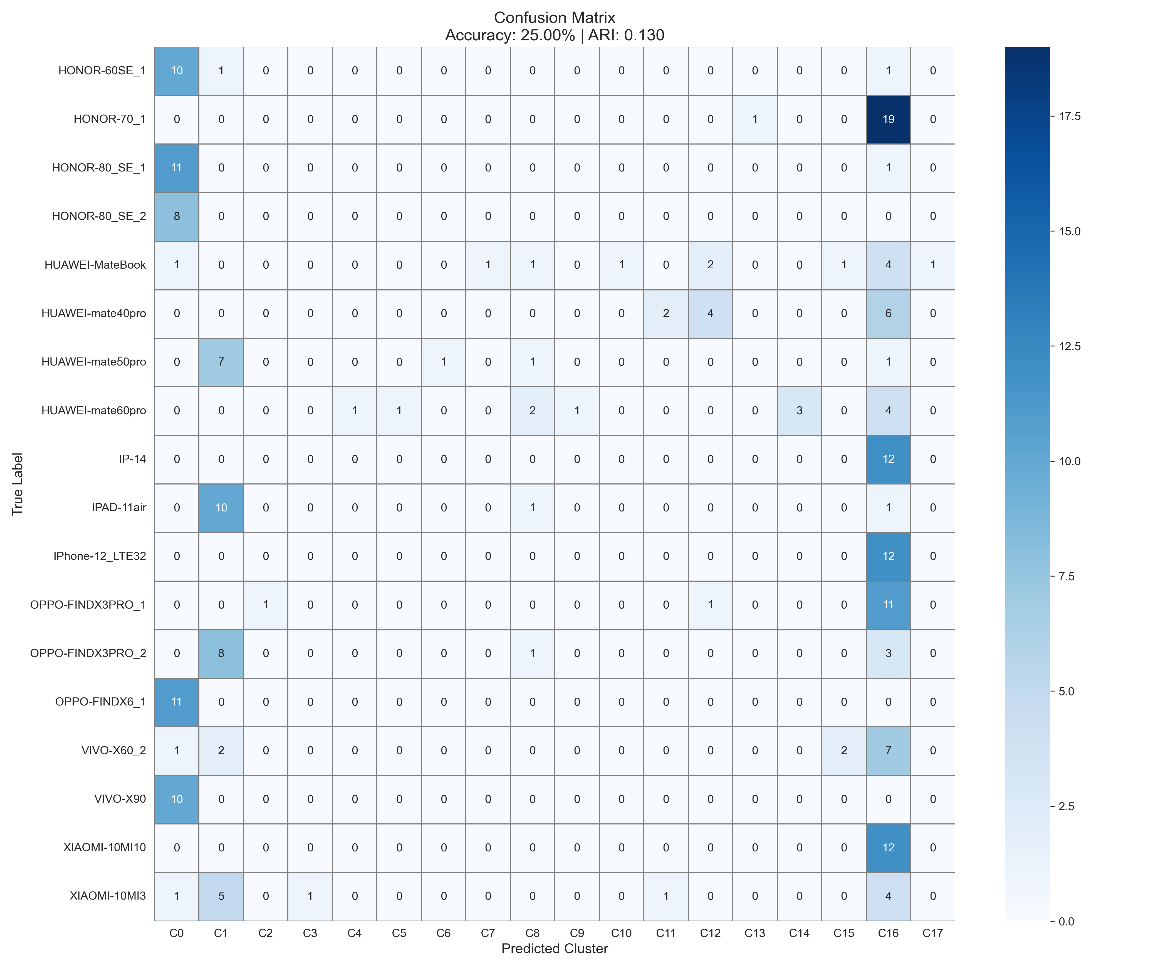 Confusion Matrix
Accuracy: 25.00% | ARI: 0.130
True Label
HONOR-60SE_1 10 1 0 0 0 0 0 0 0 0 0 0 0 0 0 0 1 0
HONOR-70_1 0 0 0 0 0 0 0 0 0 0 0 0 0 1 0 0 19 0
HONOR-80_SE_1 11 0 0 0 0 0 0 0 0 0 0 0 0 0 0 0 1 0
HONOR-80_SE_2 8 0 0 0 0 0 0 0 0 0 0 0 0 0 0 0 0 0
HUAWEI-MateBook 1 0 0 0 0 0 0 1 1 0 1 0 2 0 0 1 4 1
HUAWEI-mate40pro 0 0 0 0 0 0 0 0 0 0 0 2 4 0 0 0 6 0
HUAWEI-mate50pro 0 7 0 0 0 0 1 0 1 0 0 0 0 0 0 0 1 0
HUAWEI-mate60pro 0 0 0 0 1 1 0 0 2 1 0 0 0 0 3 0 4 0
IP-14 0 0 0 0 0 0 0 0 0 0 0 0 0 0 0 0 12 0
IPAD-11air 0 10 0 0 0 0 0 0 1 0 0 0 0 0 0 0 1 0
IPhone-12_LTE32 0 0 0 0 0 0 0 0 0 0 0 0 0 0 0 0 12 0
OPPO-FINDX3PRO_1 0 0 1 0 0 0 0 0 0 0 0 0 1 0 0 0 11 0
OPPO-FINDX3PRO_2 0 8 0 0 0 0 0 0 1 0 0 0 0 0 0 0 3 0
OPPO-FINDX6_1 11 0 0 0 0 0 0 0 0 0 0 0 0 0 0 0 0 0
VIVO-X60_2 1 2 0 0 0 0 0 0 0 0 0 0 0 0 0 2 7 0
VIVO-X90 10 0 0 0 0 0 0 0 0 0 0 0 0 0 0 0 0 0
XIAOMI-10MI10 0 0 0 0 0 0 0 0 0 0 0 0 0 0 0 0 12 0
XIAOMI-10MI3 1 5 0 1 0 0 0 0 0 0 0 1 0 0 0 0 4 0
C0 C1 C2 C3 C4 C5 C6 C7 C8 C9 C10 C11 C12 C13 C14 C15 C16 C17
Predicted Cluster
17.5
15.0
12.5
10.0
7.5
5.0
2.5
0.0